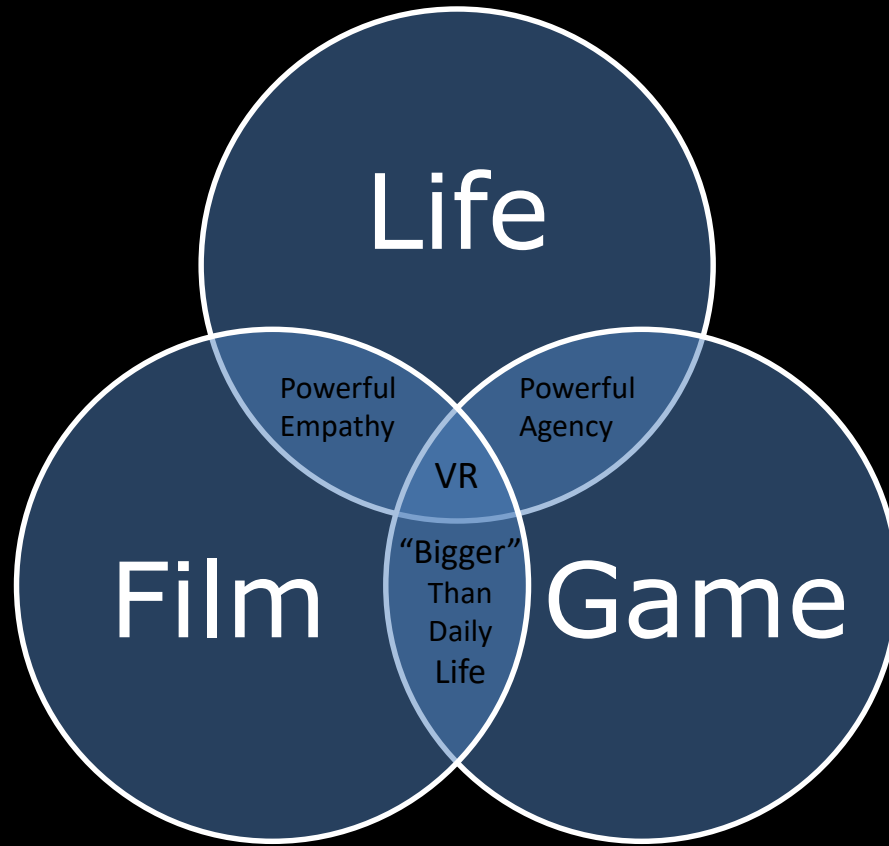 Life
Powerful
Empathy
Powerful
Agency
VR
“Bigger”
Than
Daily
Life
Film
Game